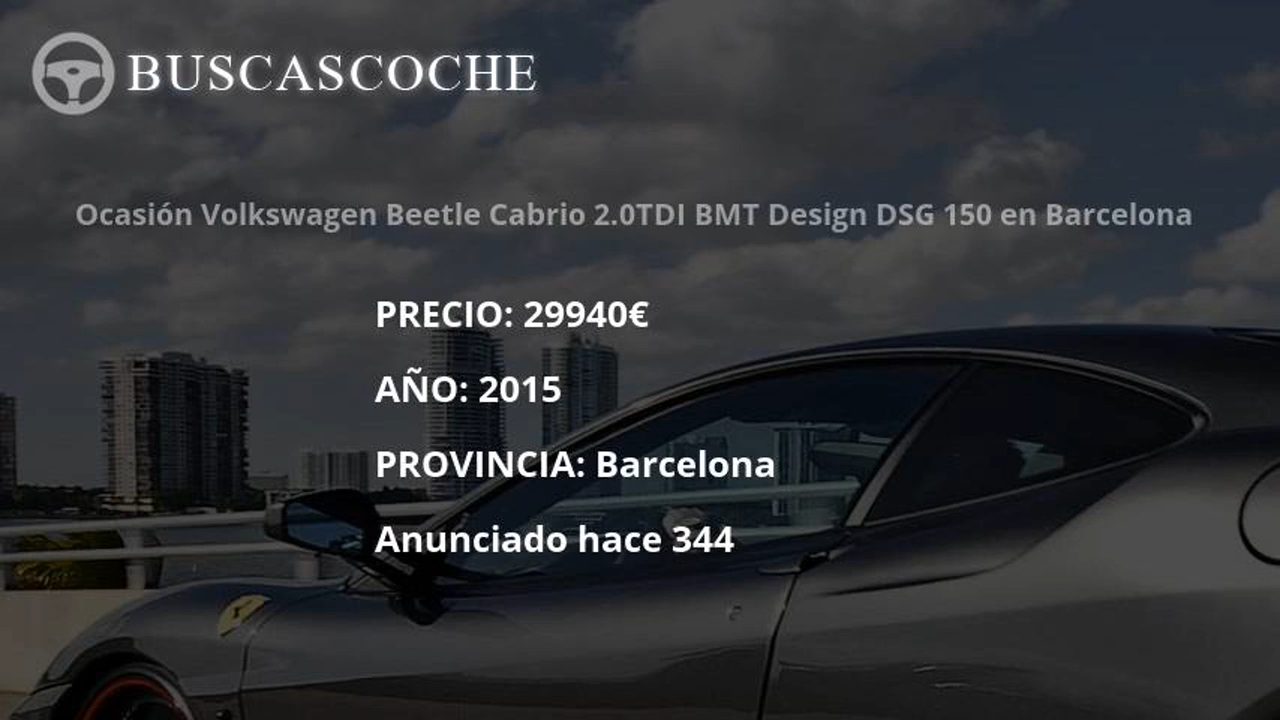 BUSCASCOCHE
Ocasión Volkswagen Beetle Cabrio 2.0TDI BMT Design DSG 150 en Barcelona
PRECIO: 29940€
AÑO: 2015
PROVINCIA: Barcelona
Anunciado hace 344